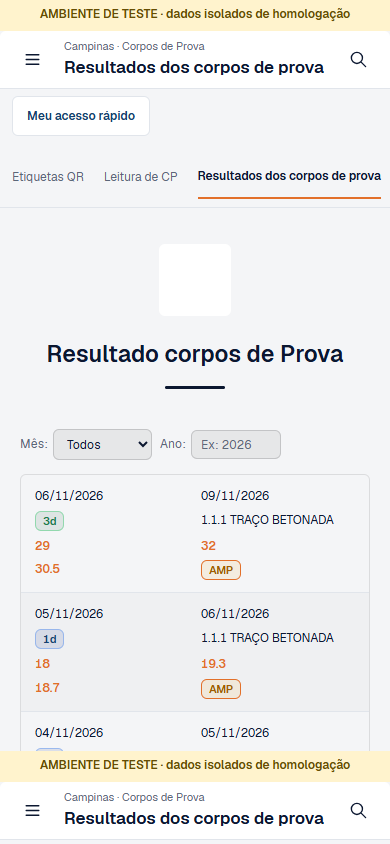 AMBIENTE DE TESTE · dados isolados de homologação
Campinas · Corpos de Prova
Resultados dos corpos de prova
Meu acesso rápido
Etiquetas QR Leitura de CP Resultados dos corpos de prova
Resultado corpos de Prova
Mês: Todos Ano: Ex: 2026
06/11/2026 09/11/2026
3d 1.1.1 TRAÇO BETONADA
29 32
30.5 AMP
05/11/2026 06/11/2026
1d 1.1.1 TRAÇO BETONADA
18 19.3
18.7 AMP
04/11/2026 05/11/2026
AMBIENTE DE TESTE · dados isolados de homologação
Campinas · Corpos de Prova
Resultados dos corpos de prova